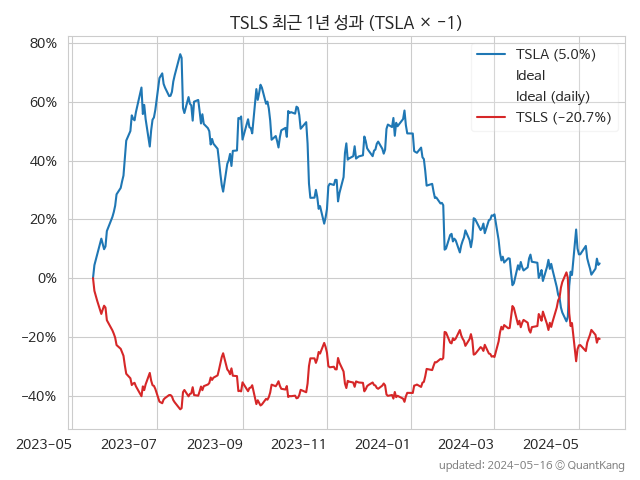 TSLS 최근 1년 성과 (TSLA × −1)
80%
60%
40%
20%
0%
−20%
−40%
TSLA (5.0%)
Ideal
Ideal (daily)
TSLS (−20.7%)
2023-05
2023-07
2023-09
2023-11
2024-01
2024-03
2024-05
updated: 2024-05-16 © QuantKang